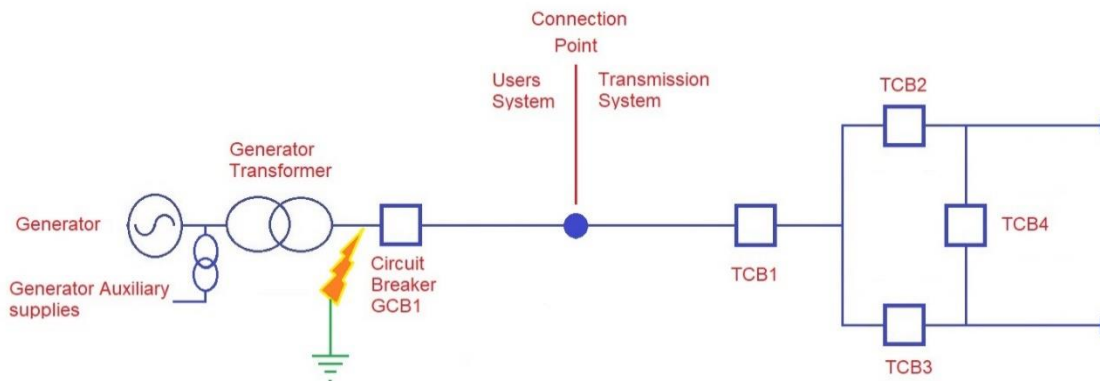 Connection
Point
Users
System
Transmission
System
TCB2
Generator
Transformer
Generator
TCB1
TCB4
Generator Auxiliary
supplies
Circuit
Breaker
GCB1
TCB3